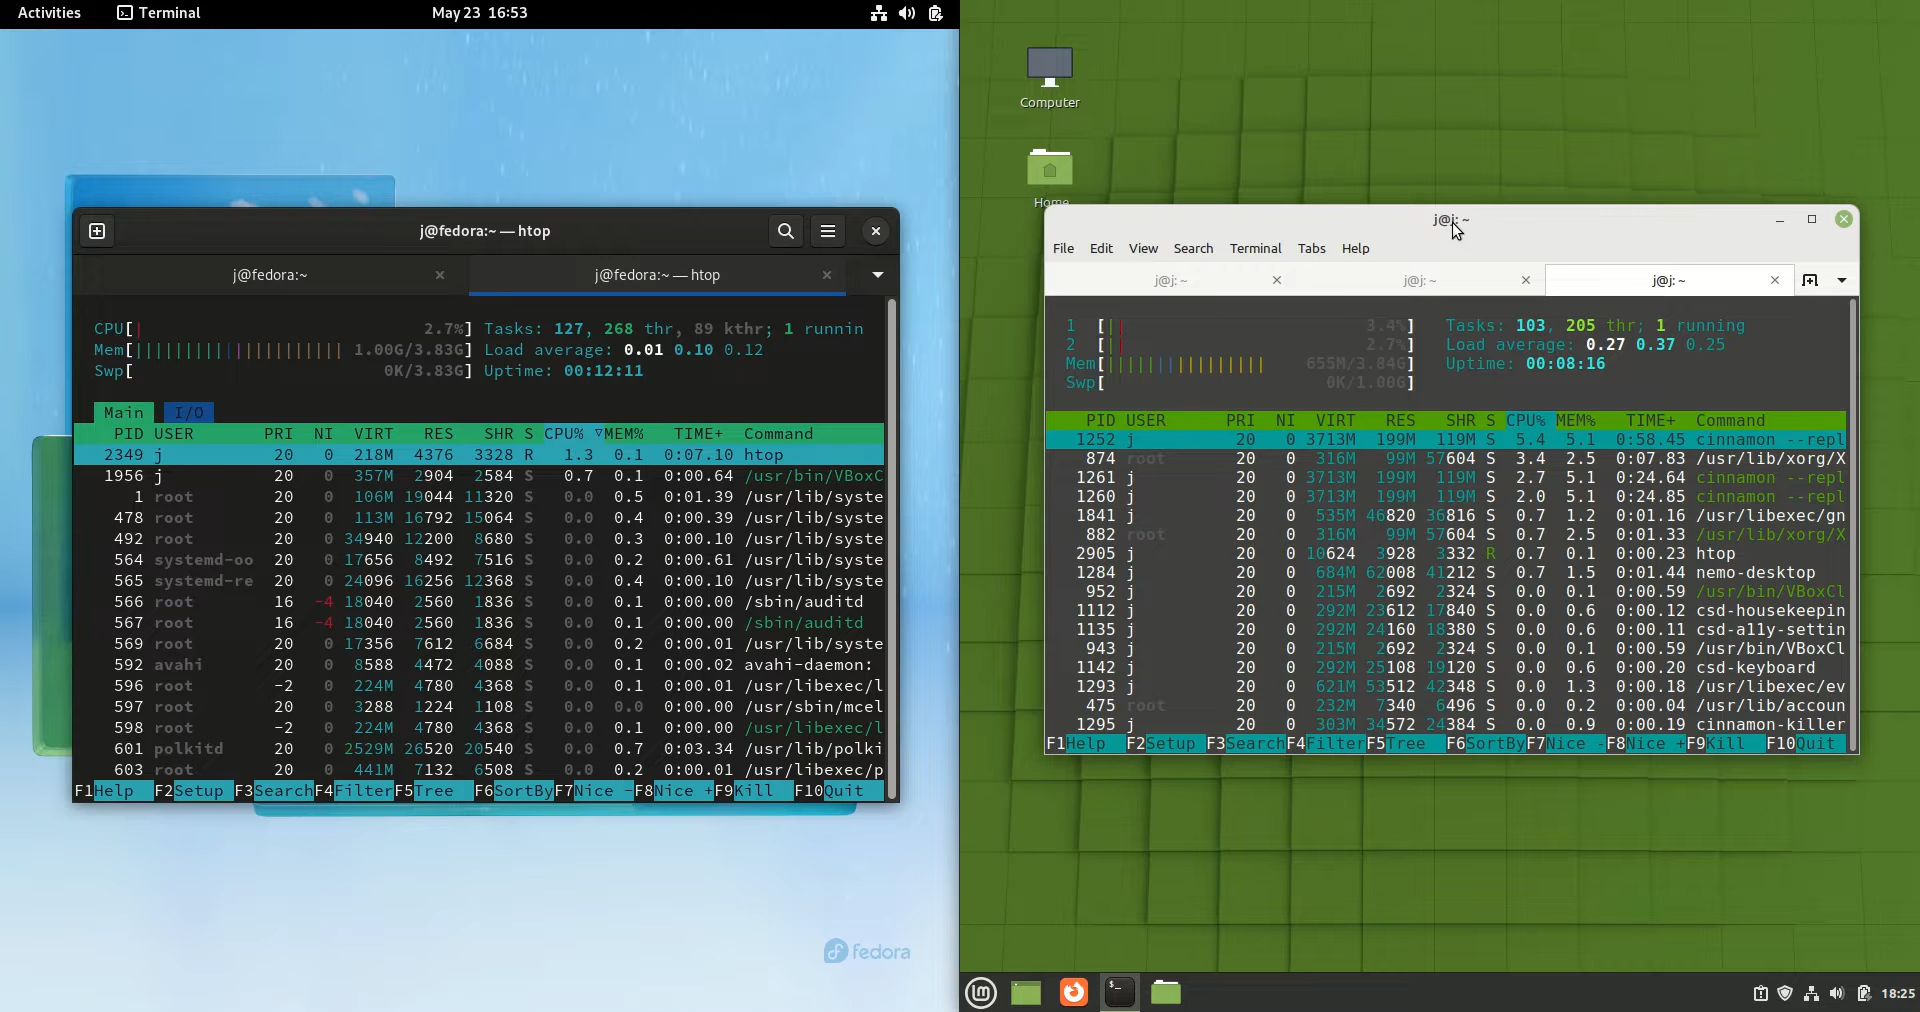 Activities Terminal May 23 16:53
j@fedora:~ — htop
j@fedora:~ × j@fedora:~ — htop ×
CPU[| 2.7%] Tasks: 127, 268 thr, 89 kthr; 1 runnin
Mem[||||||||||||||||||||| 1.00G/3.83G] Load average: 0.01 0.10 0.12
Swp[ 0K/3.83G] Uptime: 00:12:11
Main I/O
PID USER PRI NI VIRT RES SHR S CPU% ▽MEM% TIME+ Command
2349 j 20 0 218M 4376 3328 R 1.3 0.1 0:07.10 htop
1956 j 20 0 357M 2904 2584 S 0.7 0.1 0:00.64 /usr/bin/VBoxC
1 root 20 0 106M 19044 11320 S 0.0 0.5 0:01.39 /usr/lib/syste
478 root 20 0 113M 16792 15064 S 0.0 0.4 0:00.39 /usr/lib/syste
492 root 20 0 34940 12200 8680 S 0.0 0.3 0:00.10 /usr/lib/syste
564 systemd-oo 20 0 17656 8492 7516 S 0.0 0.2 0:00.61 /usr/lib/syste
565 systemd-re 20 0 24096 16256 12368 S 0.0 0.4 0:00.10 /usr/lib/syste
566 root 16 -4 18040 2560 1836 S 0.0 0.1 0:00.00 /sbin/auditd
567 root 16 -4 18040 2560 1836 S 0.0 0.1 0:00.00 /sbin/auditd
569 root 20 0 17356 7612 6684 S 0.0 0.2 0:00.01 /usr/lib/syste
592 avahi 20 0 8588 4472 4088 S 0.0 0.1 0:00.02 avahi-daemon:
596 root -2 0 224M 4780 4368 S 0.0 0.1 0:00.01 /usr/libexec/l
597 root 20 0 3288 1224 1108 S 0.0 0.0 0:00.00 /usr/sbin/mcel
598 root -2 0 224M 4780 4368 S 0.0 0.1 0:00.00 /usr/libexec/l
601 polkitd 20 0 2529M 26520 20540 S 0.0 0.7 0:03.34 /usr/lib/polki
603 root 20 0 441M 7132 6508 S 0.0 0.2 0:00.01 /usr/libexec/p
F1Help F2Setup F3SearchF4FilterF5Tree F6SortByF7Nice -F8Nice +F9Kill F10Quit
fedora
Computer
Home
j@j: ~
File Edit View Search Terminal Tabs Help
j@j: ~ × j@j: ~ × j@j: ~ ×
1 [|| 3.4%] Tasks: 103, 205 thr; 1 running
2 [|| 2.7%] Load average: 0.27 0.37 0.25
Mem[|||||||||||||||| 655M/3.84G] Uptime: 00:08:16
Swp[ 0K/1.00G]
PID USER PRI NI VIRT RES SHR S CPU% MEM% TIME+ Command
1252 j 20 0 3713M 199M 119M S 5.4 5.1 0:58.45 cinnamon --repl
874 root 20 0 316M 99M 57604 S 3.4 2.5 0:07.83 /usr/lib/xorg/X
1261 j 20 0 3713M 199M 119M S 2.7 5.1 0:24.64 cinnamon --repl
1260 j 20 0 3713M 199M 119M S 2.0 5.1 0:24.85 cinnamon --repl
1841 j 20 0 535M 46820 36816 S 0.7 1.2 0:01.16 /usr/libexec/gn
882 root 20 0 316M 99M 57604 S 0.7 2.5 0:01.33 /usr/lib/xorg/X
2905 j 20 0 10624 3928 3332 R 0.7 0.1 0:00.23 htop
1284 j 20 0 684M 62008 41212 S 0.7 1.5 0:01.44 nemo-desktop
952 j 20 0 215M 2692 2324 S 0.0 0.1 0:00.59 /usr/bin/VBoxCl
1112 j 20 0 292M 23612 17840 S 0.0 0.6 0:00.12 csd-housekeepin
1135 j 20 0 292M 24160 18380 S 0.0 0.6 0:00.11 csd-a11y-settin
943 j 20 0 215M 2692 2324 S 0.0 0.1 0:00.59 /usr/bin/VBoxCl
1142 j 20 0 292M 25108 19120 S 0.0 0.6 0:00.20 csd-keyboard
1293 j 20 0 621M 53512 42348 S 0.0 1.3 0:00.18 /usr/libexec/ev
475 root 20 0 232M 7340 6496 S 0.0 0.2 0:00.04 /usr/lib/accoun
1295 j 20 0 303M 34572 24384 S 0.0 0.9 0:00.19 cinnamon-killer
F1Help F2Setup F3SearchF4FilterF5Tree F6SortByF7Nice -F8Nice +F9Kill F10Quit
18:25